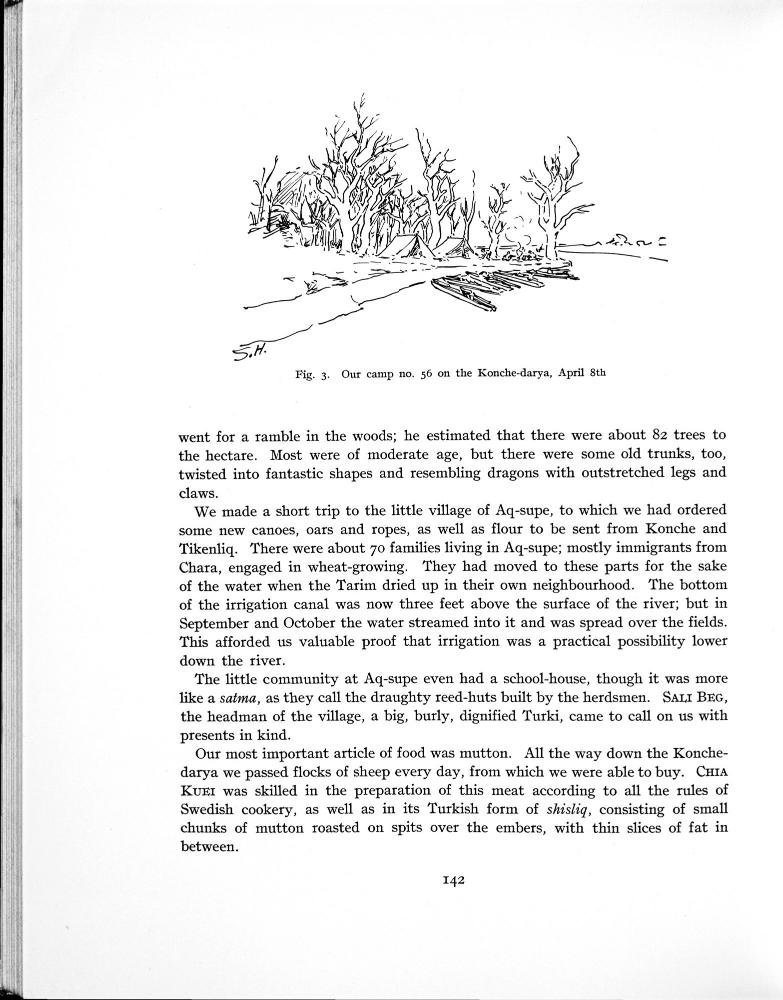 S.H.
Fig. 3. Our camp no. 56 on the Konche-darya, April 8th
went for a ramble in the woods; he estimated that there were about 82 trees to
the hectare. Most were of moderate age, but there were some old trunks, too,
twisted into fantastic shapes and resembling dragons with outstretched legs and
claws.
We made a short trip to the little village of Aq-supe, to which we had ordered
some new canoes, oars and ropes, as well as flour to be sent from Konche and
Tikenliq. There were about 70 families living in Aq-supe; mostly immigrants from
Chara, engaged in wheat-growing. They had moved to these parts for the sake
of the water when the Tarim dried up in their own neighbourhood. The bottom
of the irrigation canal was now three feet above the surface of the river; but in
September and October the water streamed into it and was spread over the fields.
This afforded us valuable proof that irrigation was a practical possibility lower
down the river.
The little community at Aq-supe even had a school-house, though it was more
like a satma, as they call the draughty reed-huts built by the herdsmen. SALI BEG,
the headman of the village, a big, burly, dignified Turki, came to call on us with
presents in kind.
Our most important article of food was mutton. All the way down the Konche-
darya we passed flocks of sheep every day, from which we were able to buy. CHIA
KUEI was skilled in the preparation of this meat according to all the rules of
Swedish cookery, as well as in its Turkish form of shisliq, consisting of small
chunks of mutton roasted on spits over the embers, with thin slices of fat in
between.
142